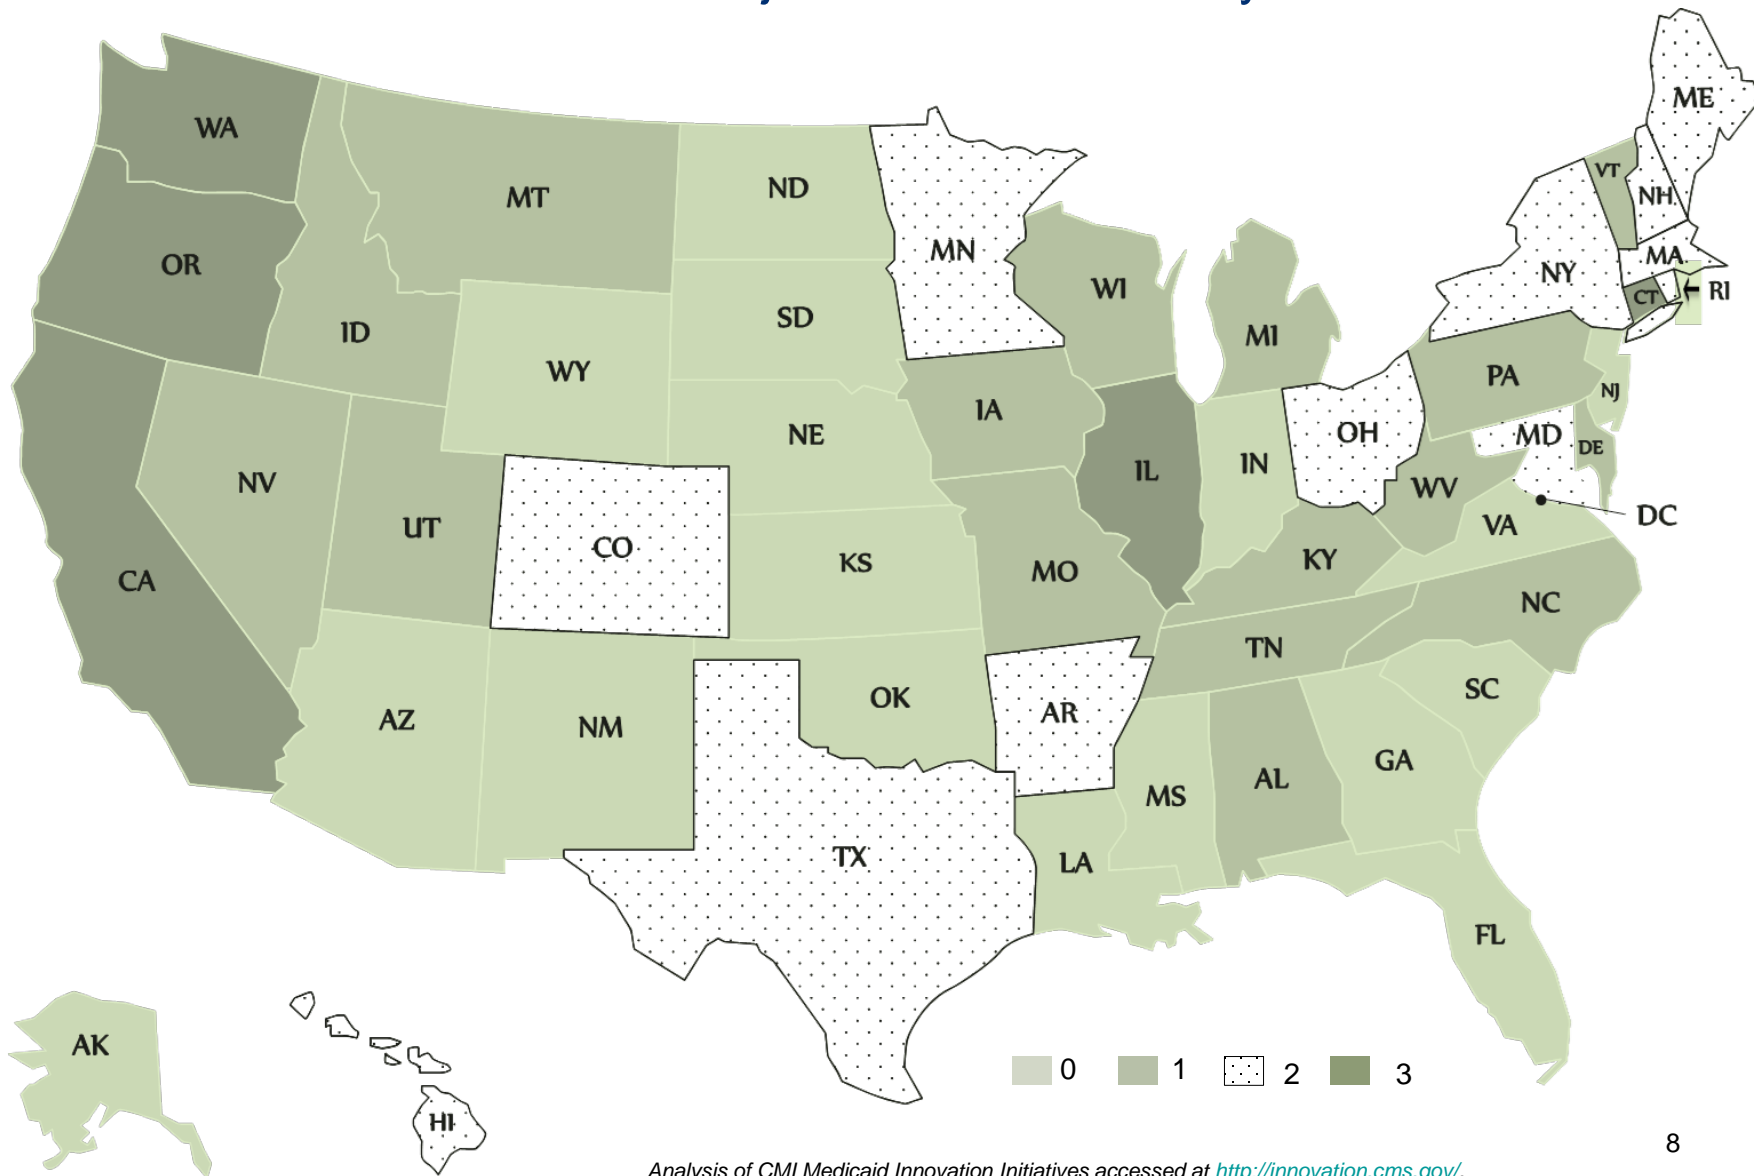 ME
WA
VT
ND
MT
NH
MN
MA
OR
NY
WI
RI
CT
SD
ID
MI
WY
PA
NJ
IA
NE
OH
MD
DE
IN
IL
NV
WV
DC
UT
VA
CO
KS
KY
MO
CA
NC
TN
SC
OK
AR
AZ
NM
GA
AL
MS
TX
LA
FL
AK
0 1 2 3
HI
8
Analysis of CMI Medicaid Innovation Initiatives accessed at http://innovation.cms.gov/.